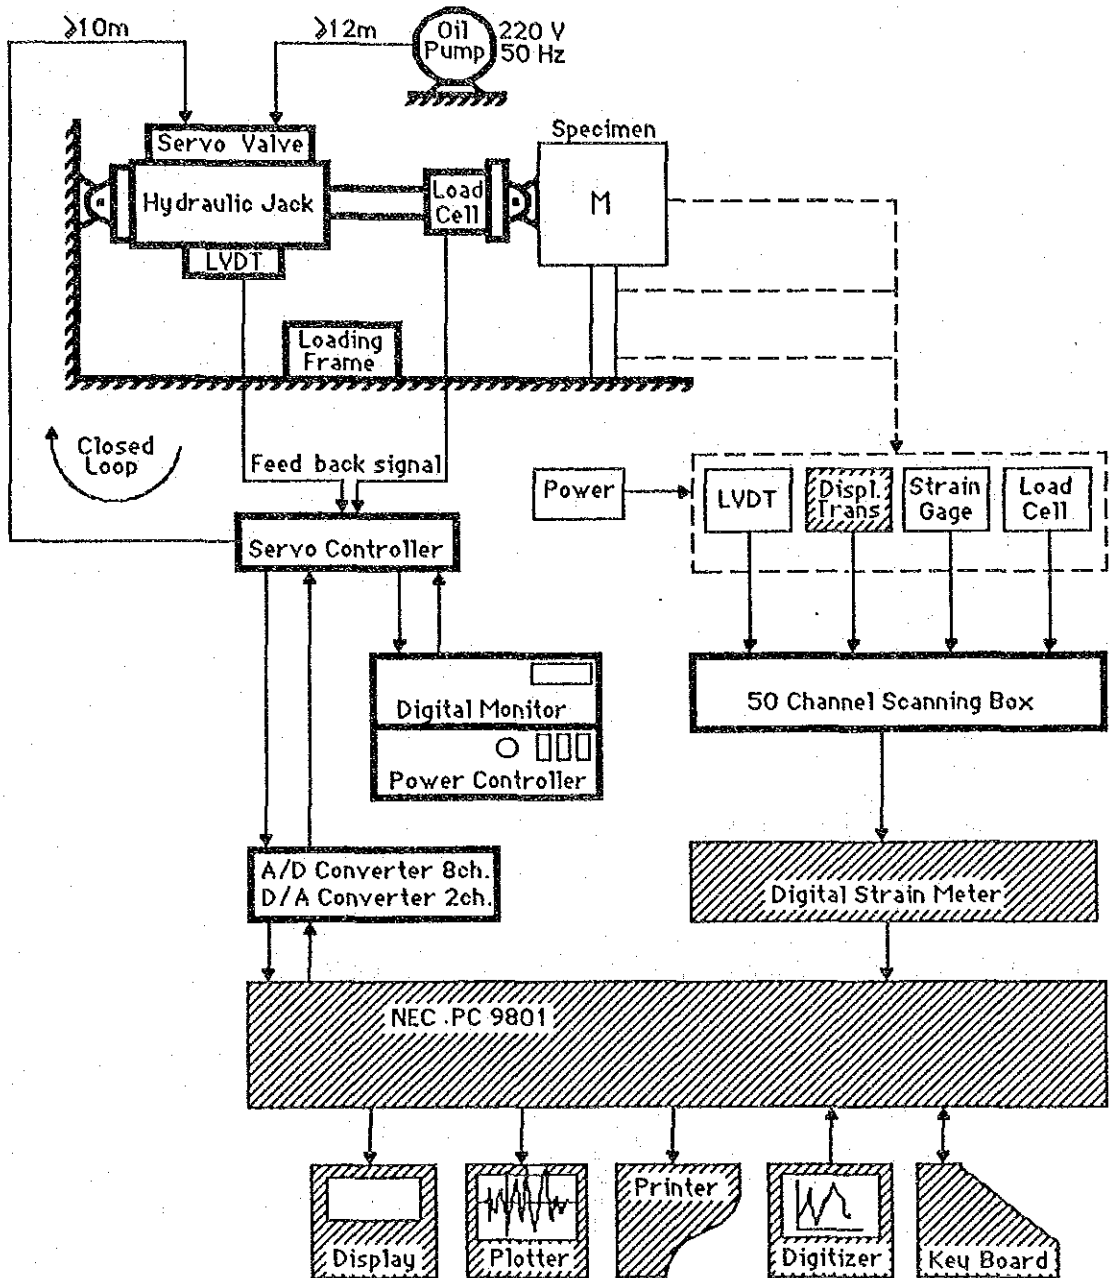 ≥10m
≥12m
Oil
Pump
220 V
50 Hz
Servo Valve
Hydraulic Jack
LVDT
Load
Cell
Specimen
M
Loading
Frame
Closed
Loop
Feed back signal
Servo Controller
Power
LVDT
Displ.
Trans
Strain
Gage
Load
Cell
Digital Monitor
Power Controller
50 Channel Scanning Box
A/D Converter 8ch.
D/A Converter 2ch.
Digital Strain Meter
NEC .PC 9801
Display
Plotter
Printer
Digitizer
Key Board